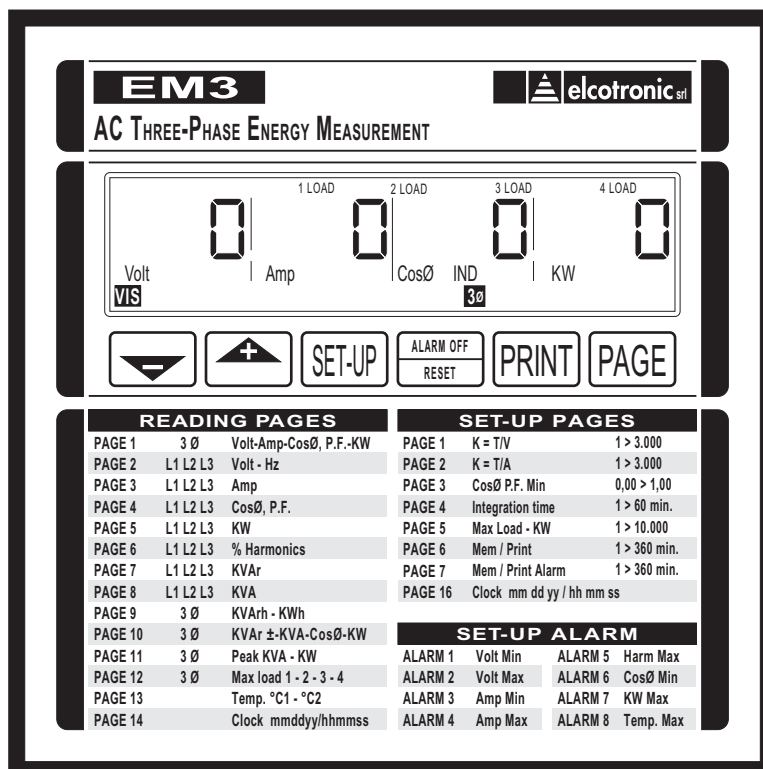 EM3
elcotronic srl
AC THREE-PHASE ENERGY MEASUREMENT
1 LOAD 2 LOAD 3 LOAD 4 LOAD
0 0 0 0
Volt Amp CosØ IND KW
VIS 3ø
- + SET-UP ALARM OFF RESET PRINT PAGE
READING PAGES
PAGE 1 3 Ø Volt-Amp-CosØ, P.F.-KW
PAGE 2 L1 L2 L3 Volt - Hz
PAGE 3 L1 L2 L3 Amp
PAGE 4 L1 L2 L3 CosØ, P.F.
PAGE 5 L1 L2 L3 KW
PAGE 6 L1 L2 L3 % Harmonics
PAGE 7 L1 L2 L3 KVAr
PAGE 8 L1 L2 L3 KVA
PAGE 9 3 Ø KVArh - KWh
PAGE 10 3 Ø KVAr ±-KVA-CosØ-KW
PAGE 11 3 Ø Peak KVA - KW
PAGE 12 3 Ø Max load 1 - 2 - 3 - 4
PAGE 13 Temp. °C1 - °C2
PAGE 14 Clock mmddyy/hhmmss
SET-UP PAGES
PAGE 1 K = T/V 1 > 3.000
PAGE 2 K = T/A 1 > 3.000
PAGE 3 CosØ P.F. Min 0,00 > 1,00
PAGE 4 Integration time 1 > 60 min.
PAGE 5 Max Load - KW 1 > 10.000
PAGE 6 Mem / Print 1 > 360 min.
PAGE 7 Mem / Print Alarm 1 > 360 min.
PAGE 16 Clock mm dd yy / hh mm ss
SET-UP ALARM
ALARM 1 Volt Min ALARM 5 Harm Max
ALARM 2 Volt Max ALARM 6 CosØ Min
ALARM 3 Amp Min ALARM 7 KW Max
ALARM 4 Amp Max ALARM 8 Temp. Max